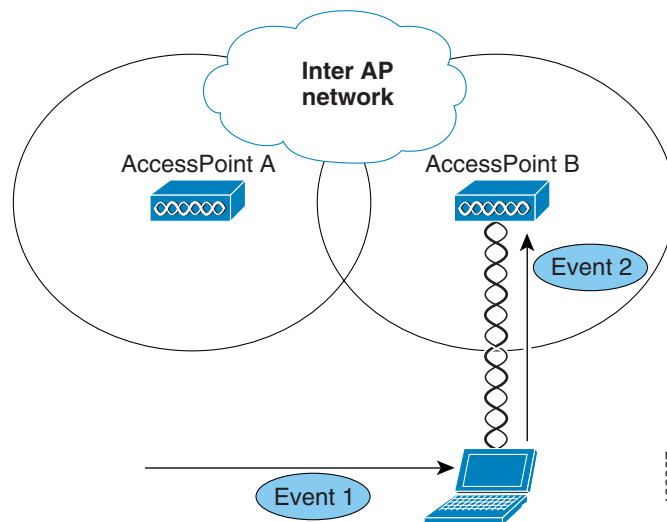 Inter AP
network
AccessPoint A
AccessPoint B
Event 2
Event 1